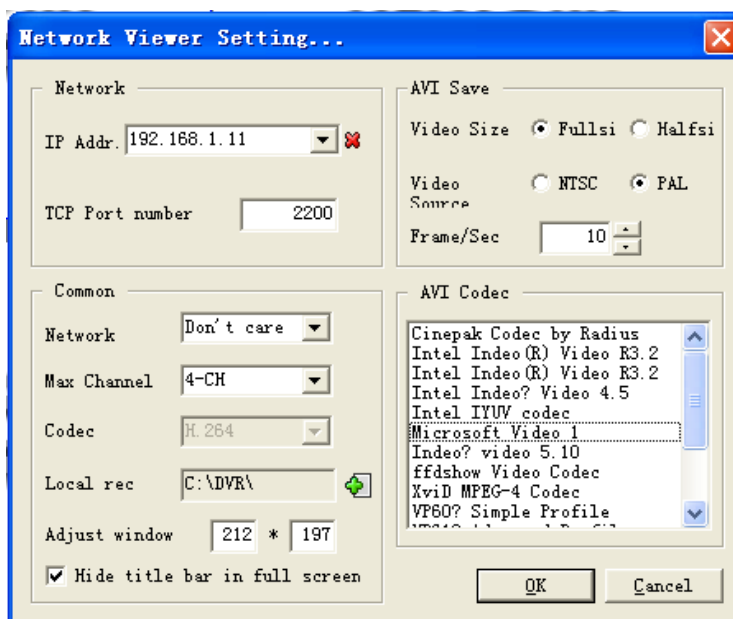 Network Viewer Setting...
Network
IP Addr. 192.168.1.11
TCP Port number 2200
AVI Save
Video Size Fullsi Halfsi
Video Source NTSC PAL
Frame/Sec 10
Common
Network Don't care
Max Channel 4-CH
Codec H.264
Local rec C:\DVR\
Adjust window 212 * 197
Hide title bar in full screen
AVI Codec
Cinepak Codec by Radius
Intel Indeo(R) Video R3.2
Intel Indeo(R) Video R3.2
Intel Indeo? Video 4.5
Intel IYUV codec
Microsoft Video 1
Indeo? video 5.10
ffdshow Video Codec
XviD MPEG-4 Codec
VP60? Simple Profile
OK
Cancel